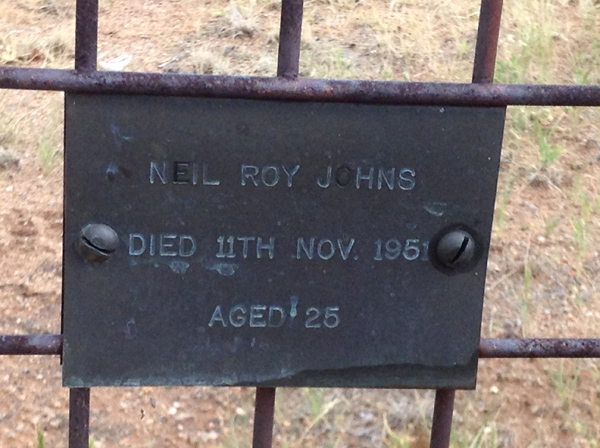 NEIL ROY JOHNS
DIED 11TH NOV. 1951
AGED 25